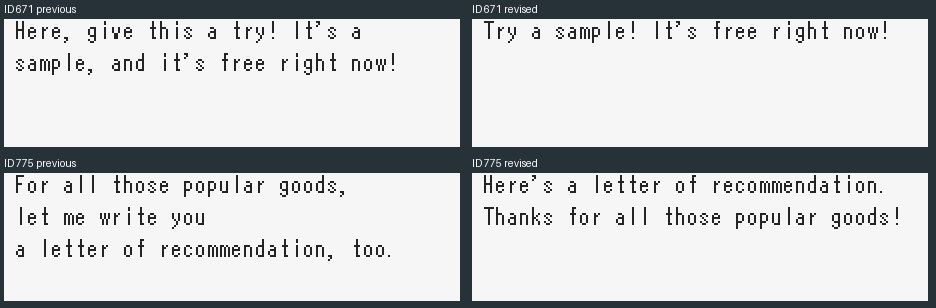 ID671 previous
Here, give this a try! It's a
sample, and it's free right now!
ID671 revised
Try a sample! It's free right now!
ID775 previous
For all those popular goods,
let me write you
a letter of recommendation, too.
ID775 revised
Here's a letter of recommendation.
Thanks for all those popular goods!